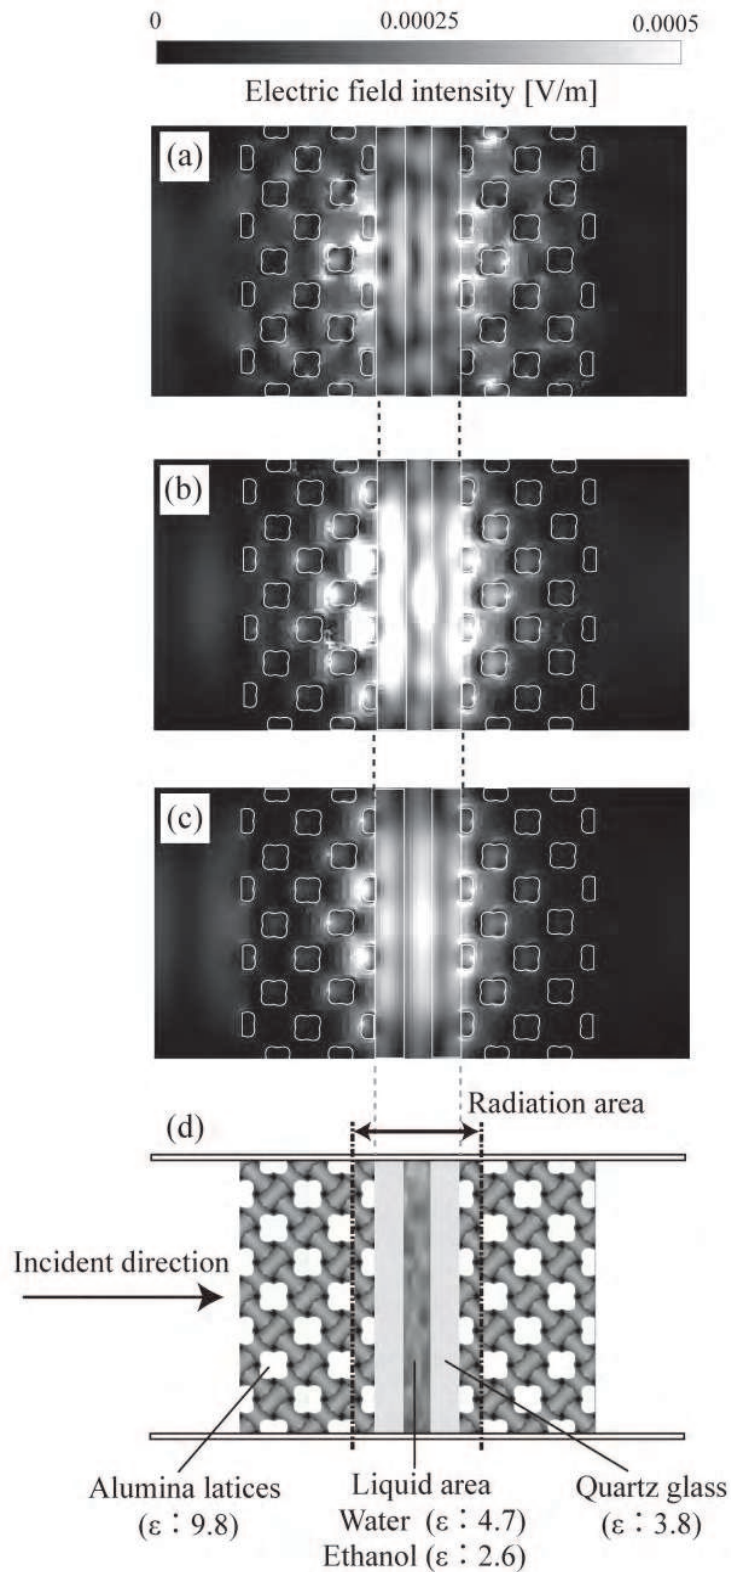 0 0.00025 0.0005
Electric field intensity [V/m]
(a)
(b)
(c)
(d)
Radiation area
Incident direction
Alumina latices
(ε : 9.8)
Liquid area
Water (ε : 4.7)
Ethanol (ε : 2.6)
Quartz glass
(ε : 3.8)